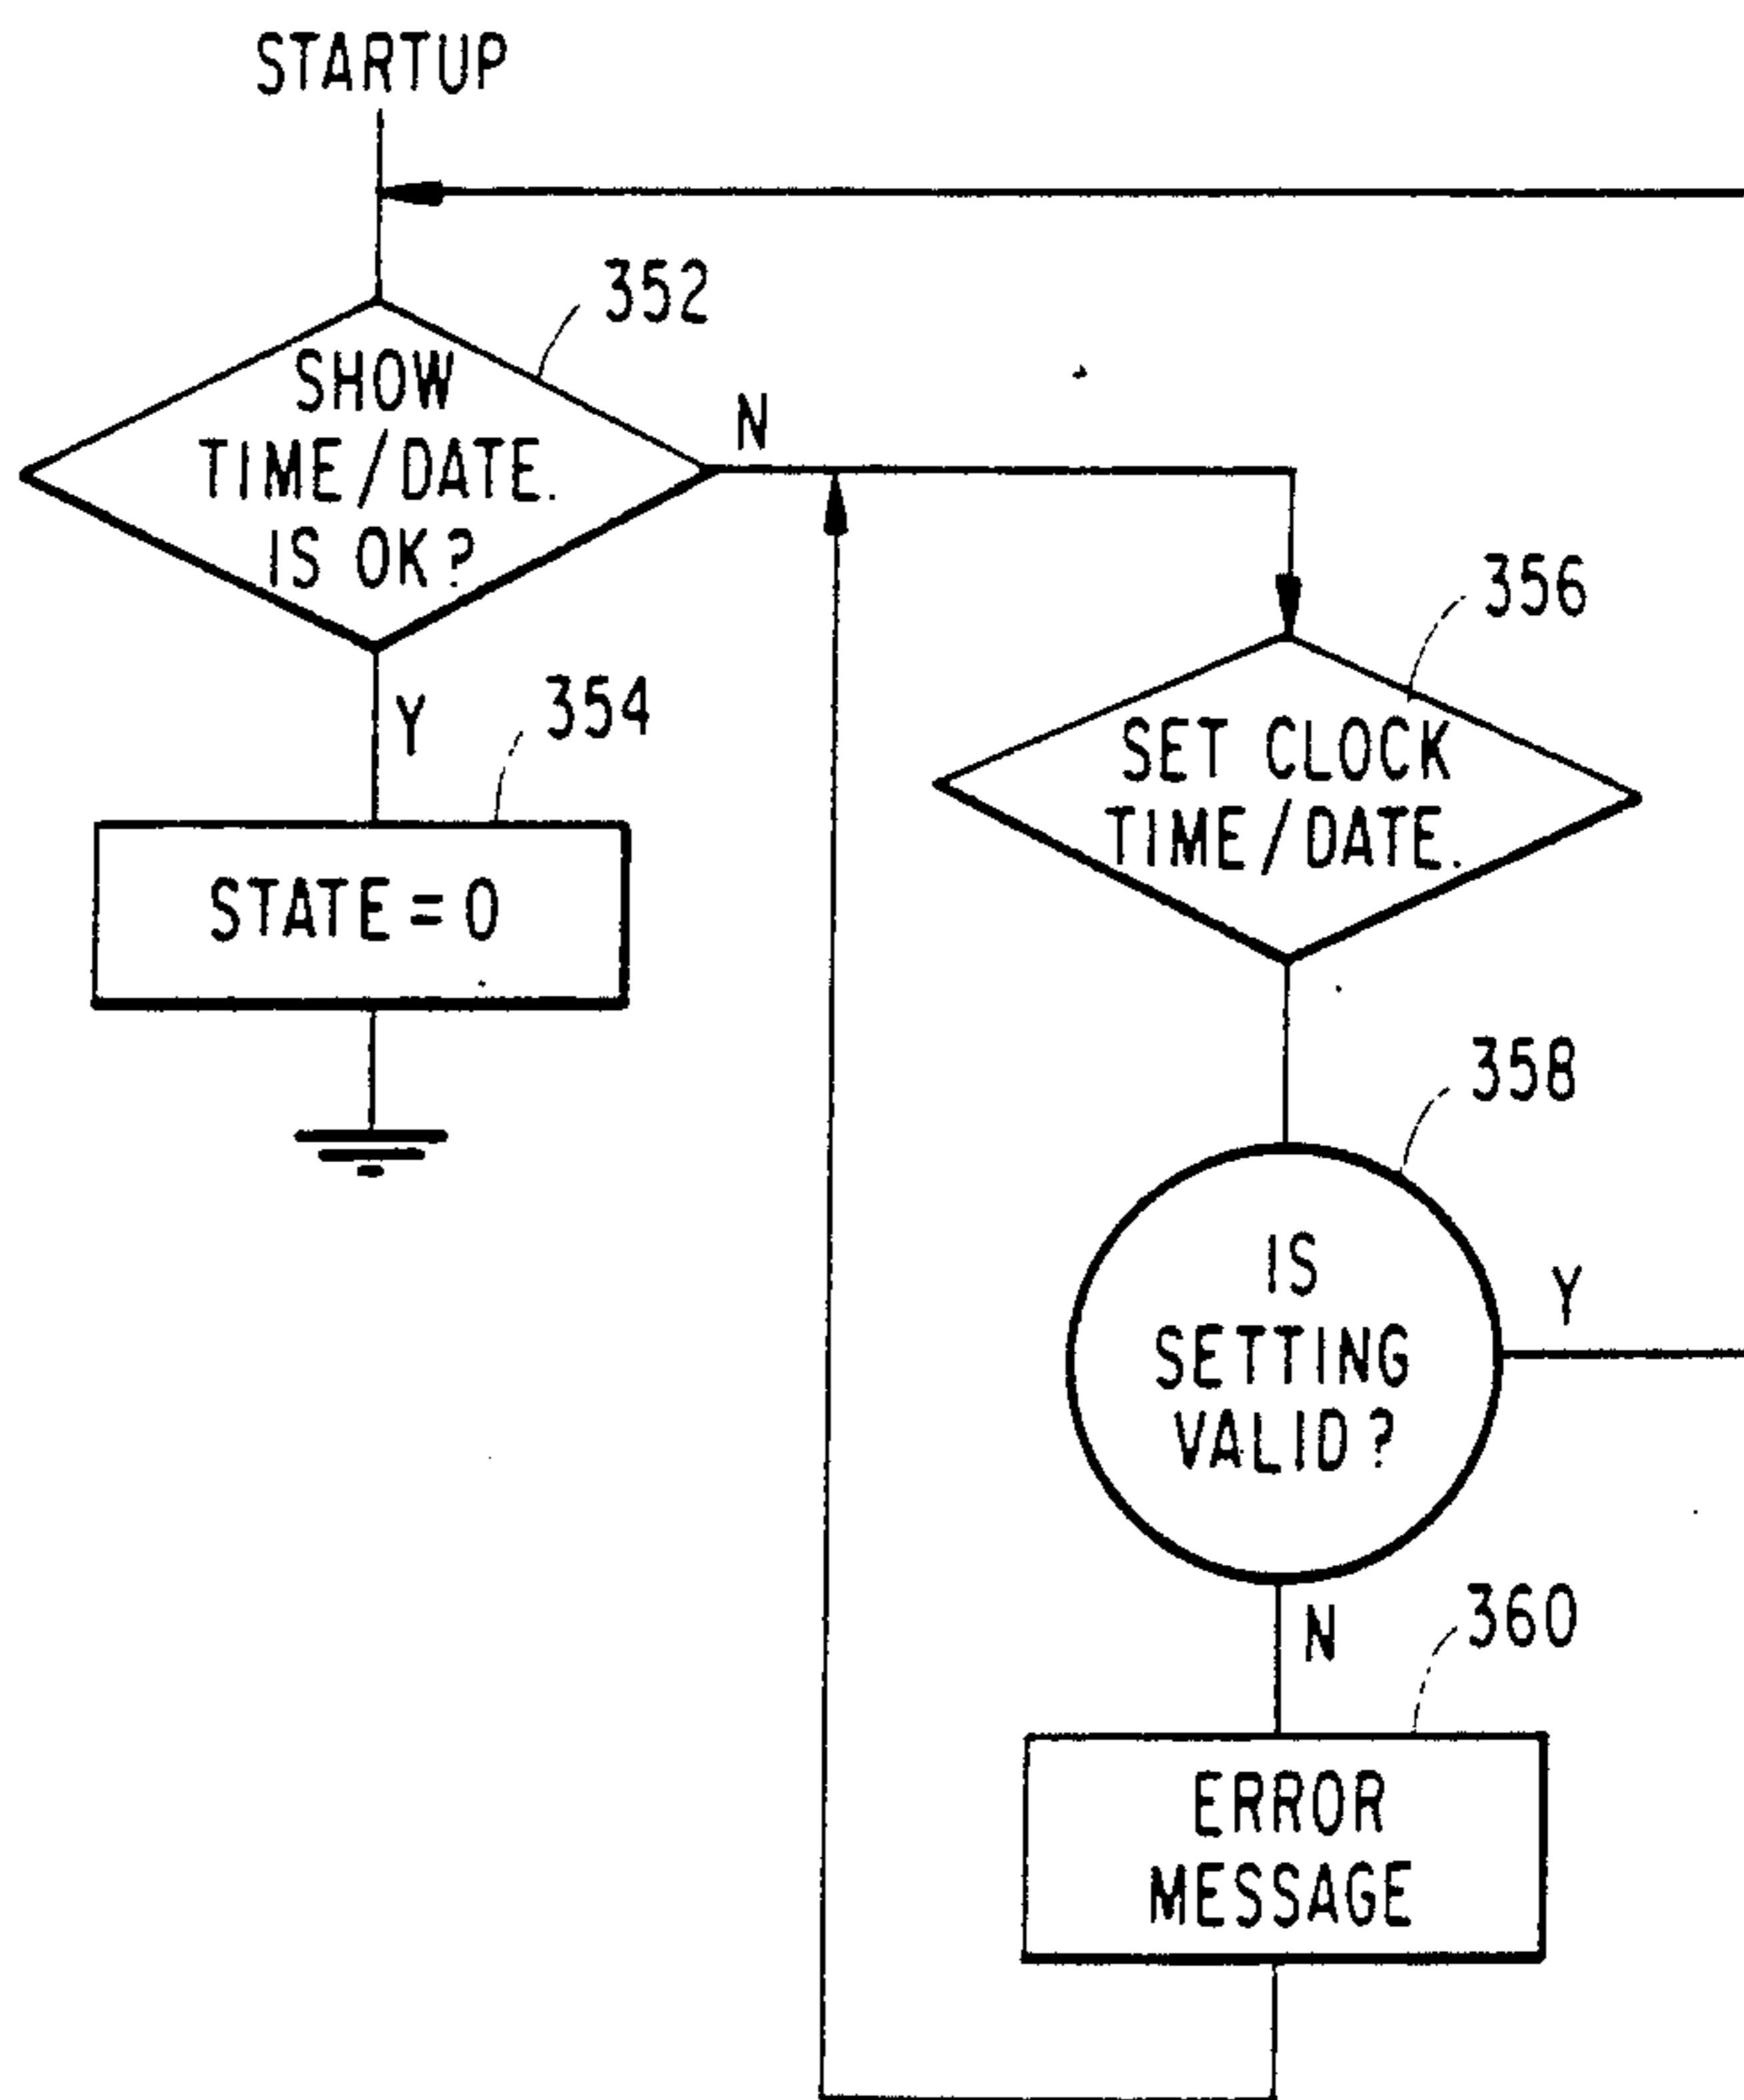 STARTUP
352
SHOW
TIME/DATE.
IS OK?
N
Y
354
STATE = 0
356
SET CLOCK
TIME/DATE.
358
IS
SETTING
VALID?
Y
N
360
ERROR
MESSAGE